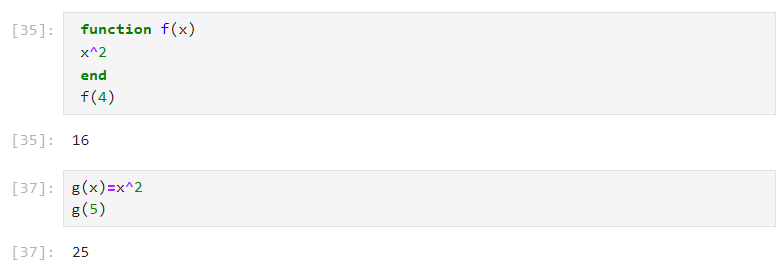 [35]: function f(x)
x^2
end
f(4)
[35]: 16
[37]: g(x)=x^2
g(5)
[37]: 25